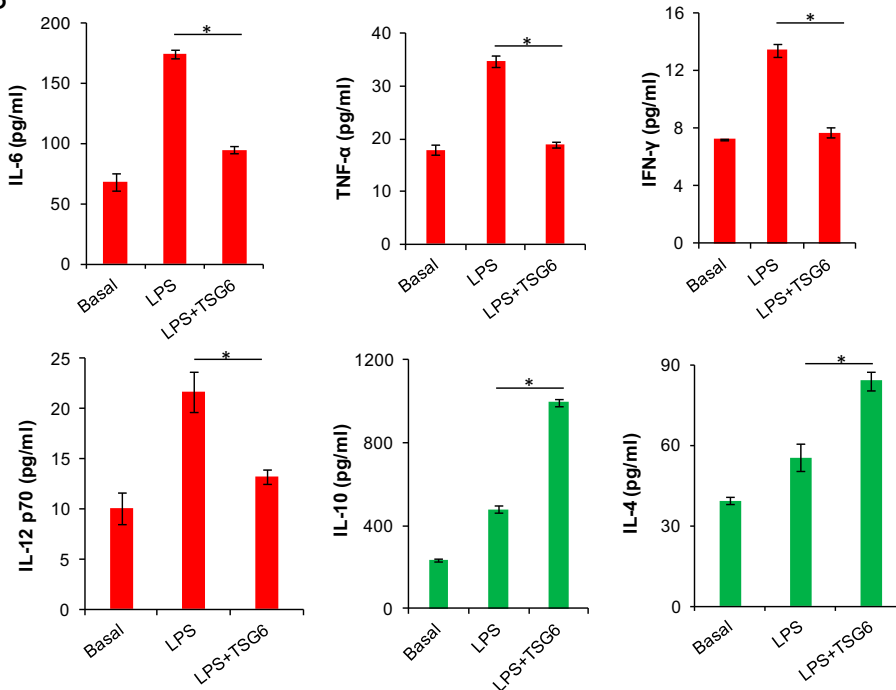 200
150
100
50
0
IL-6 (pg/ml)
*
Basal
LPS
LPS+TSG6
40
30
20
10
0
TNF-α (pg/ml)
*
Basal
LPS
LPS+TSG6
16
12
8
4
0
IFN-γ (pg/ml)
*
Basal
LPS
LPS+TSG6
25
20
15
10
5
0
IL-12 p70 (pg/ml)
*
Basal
LPS
LPS+TSG6
1200
800
400
0
IL-10 (pg/ml)
*
Basal
LPS
LPS+TSG6
90
60
30
0
IL-4 (pg/ml)
*
Basal
LPS
LPS+TSG6